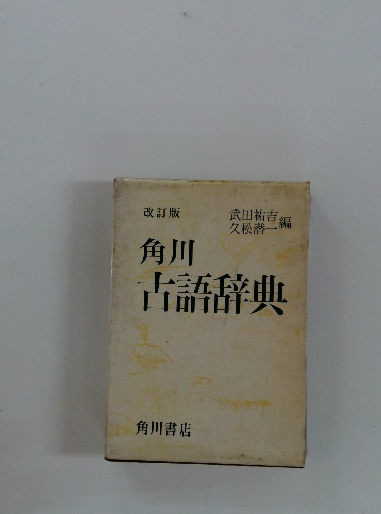 改訂版
武田祐吉
久松潜一
編
角川
古語辞典
角川書店